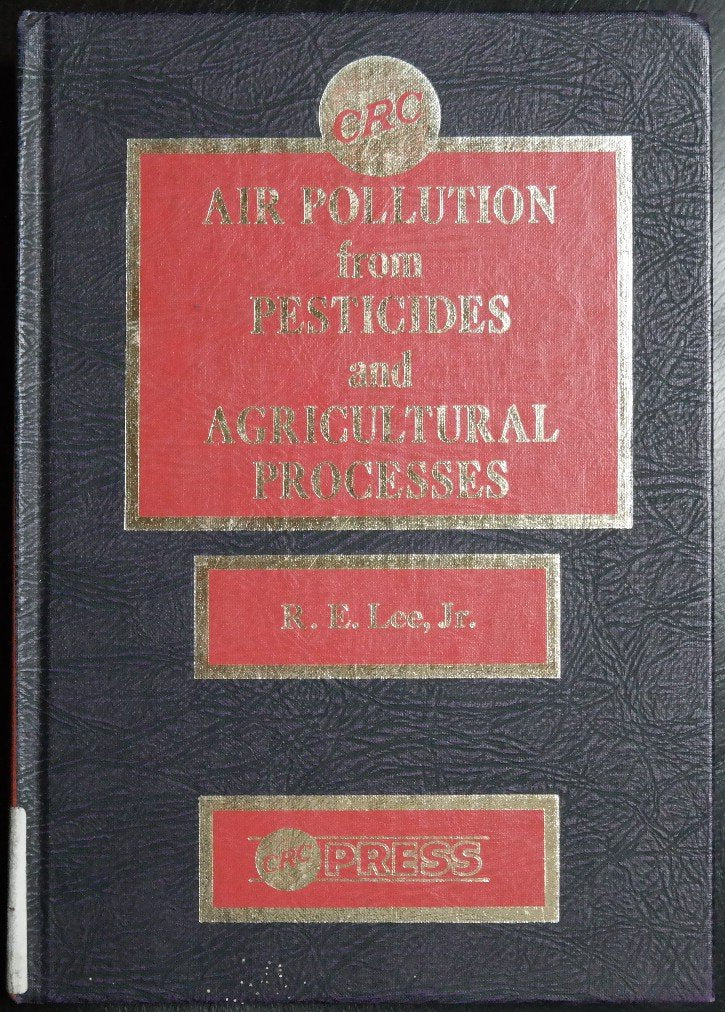 CRC
AIR POLLUTION
from
PESTICIDES
and
AGRICULTURAL
PROCESSES
R. E. Lee, Jr.
CRC PRESS